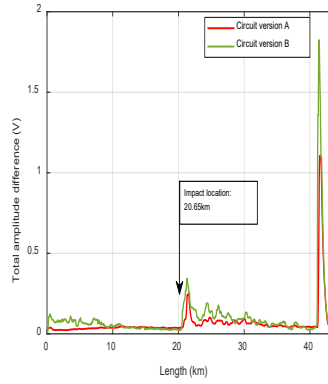 2
Circuit version A
Circuit version B
1.5
Total amplitude difference (V)
1
Impact location:
20.65km
0.5
0
0 10 20 30 40
Length (km)